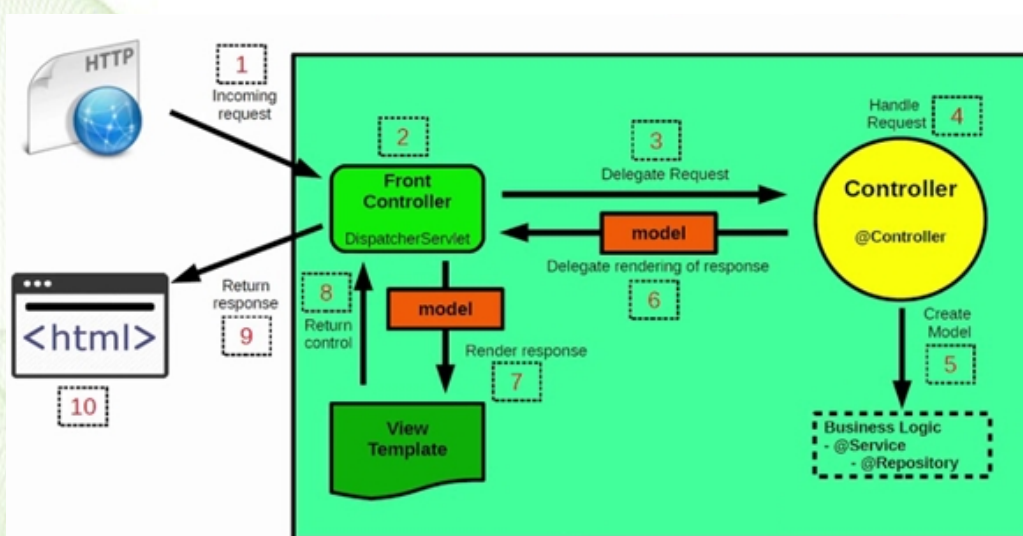 HTTP
1
Incoming
request
2
Front
Controller
DispatcherServlet
3
Delegate Request
model
Delegate rendering of response
6
Handle
Request
4
Controller
@Controller
Create
Model
5
Business Logic
- @Service
- @Repository
model
Render response
7
8
Return
control
View
Template
Return
response
9
<html>
10